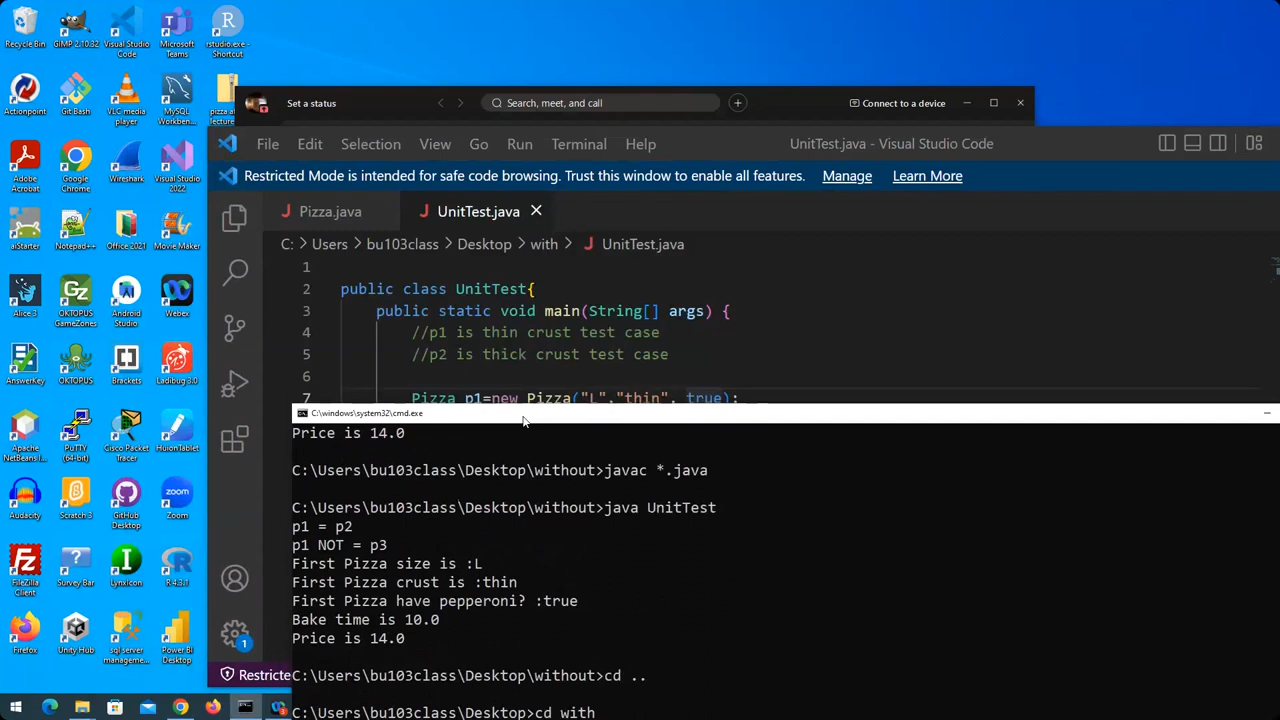 Recycle Bin
GIMP 2.10.32
Visual Studio
Code
Microsoft
Teams
rstudio.exe -
Shortcut
Actionpoint
Git Bash
VLC media
player
MySQL
Workben...
pizza a
lecture
Adobe
Acrobat
Google
Chrome
Wireshark
Visual Studio
2022
aiStarter
Notepad++
Office 2021
Movie Maker
Alice 3
OKTOPUS
GameZones
Android
Studio
Webex
AnswerKey
OKTOPUS
Brackets
Ladibug 3.0
Apache
NetBeans I...
PuTTY
(64-bit)
Cisco Packet
Tracer
HuionTablet
Audacity
Scratch 3
GitHub
Desktop
Zoom
FileZilla
Client
Survey Bar
LynxIcon
R 4.3.1
Firefox
Unity Hub
sql server
manageme...
Power BI
Desktop
Set a status
Search, meet, and call
Connect to a device
File Edit Selection View Go Run Terminal Help
UnitTest.java - Visual Studio Code
Restricted Mode is intended for safe code browsing. Trust this window to enable all features. Manage Learn More
Pizza.java
UnitTest.java
C: > Users > bu103class > Desktop > with > UnitTest.java
1
2 public class UnitTest{
3 public static void main(String[] args) {
4 //p1 is thin crust test case
5 //p2 is thick crust test case
6
7 Pizza p1=new Pizza("L","thin", true);
1
Restricte
C:\windows\system32\cmd.exe
Price is 14.0
C:\Users\bu103class\Desktop\without>javac *.java
C:\Users\bu103class\Desktop\without>java UnitTest
p1 = p2
p1 NOT = p3
First Pizza size is :L
First Pizza crust is :thin
First Pizza have pepperoni? :true
Bake time is 10.0
Price is 14.0
C:\Users\bu103class\Desktop\without>cd ..
C:\Users\bu103class\Desktop>cd with